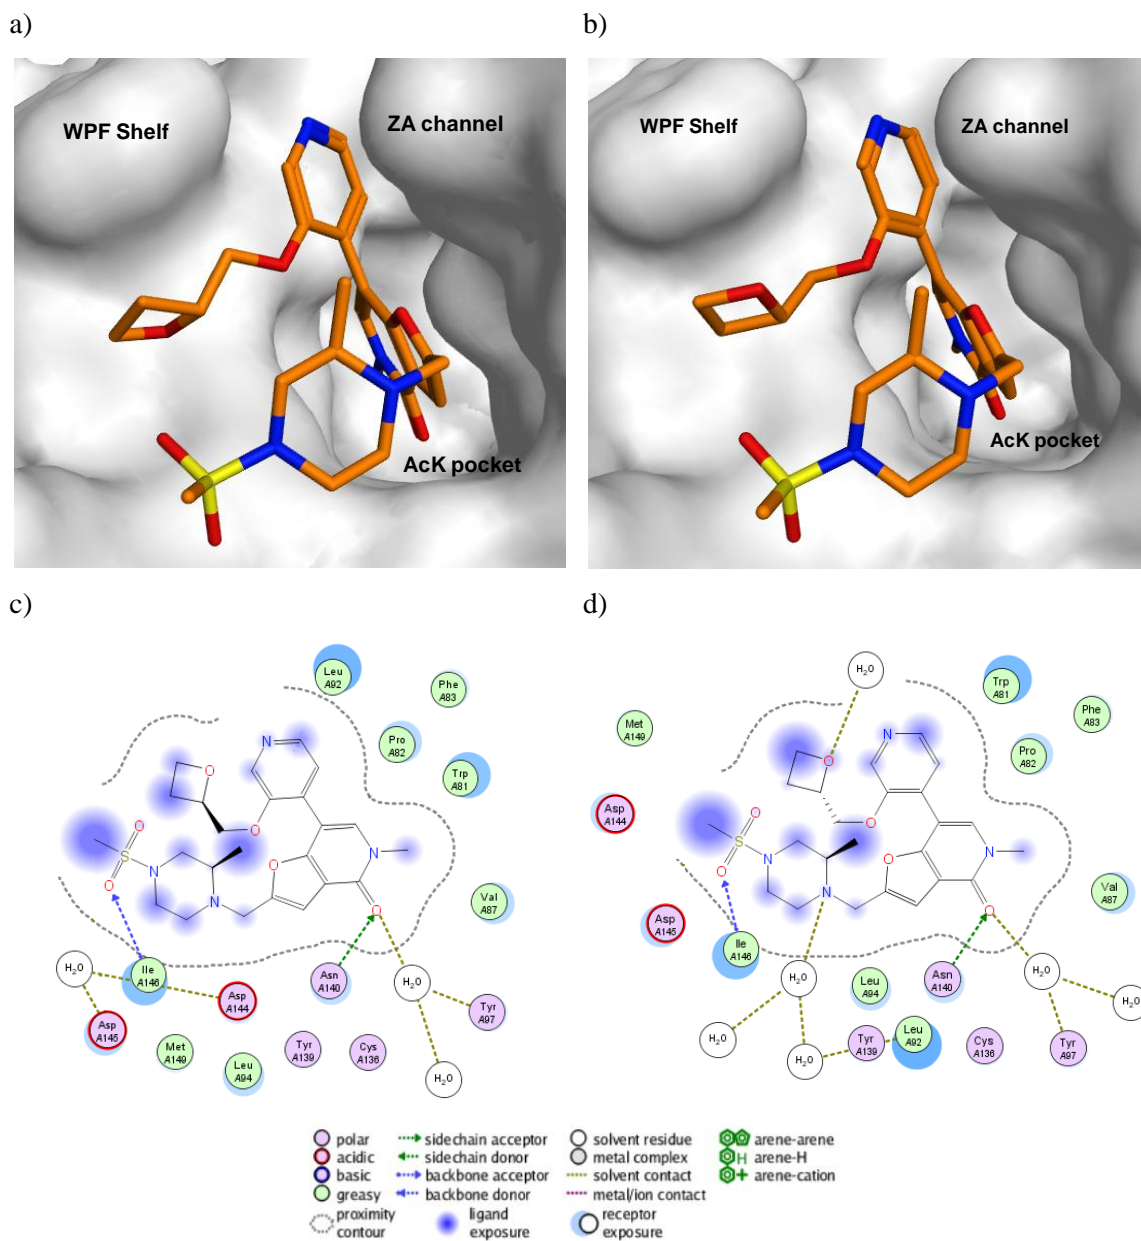 a)
b)
WPF Shelf
ZA channel
AcK pocket
WPF Shelf
ZA channel
AcK pocket
c)
d)
Leu
A92
Phe
A83
Pro
A82
Trp
A81
N
O
O
O
S
N
O
O
N
N
O
Val
A87
H₂O
Ile
A146
Asp
A144
Asn
A140
H₂O
Tyr
A97
Asp
A145
Met
A149
Leu
A94
Tyr
A139
Cys
A136
H₂O
H₂O
Trp
A81
Phe
A83
Met
A149
Pro
A82
Asp
A144
O
N
O
O
S
N
O
O
N
N
O
Val
A87
Asp
A145
Ile
A146
H₂O
Leu
A94
Asn
A140
H₂O
H₂O
H₂O
H₂O
Tyr
A139
Leu
A92
Cys
A136
Tyr
A97
polar
acidic
basic
greasy
proximity
contour
sidechain acceptor
sidechain donor
backbone acceptor
backbone donor
ligand
exposure
solvent residue
metal complex
solvent contact
metal/ion contact
receptor
exposure
arene-arene
H arene-H
+ arene-cation